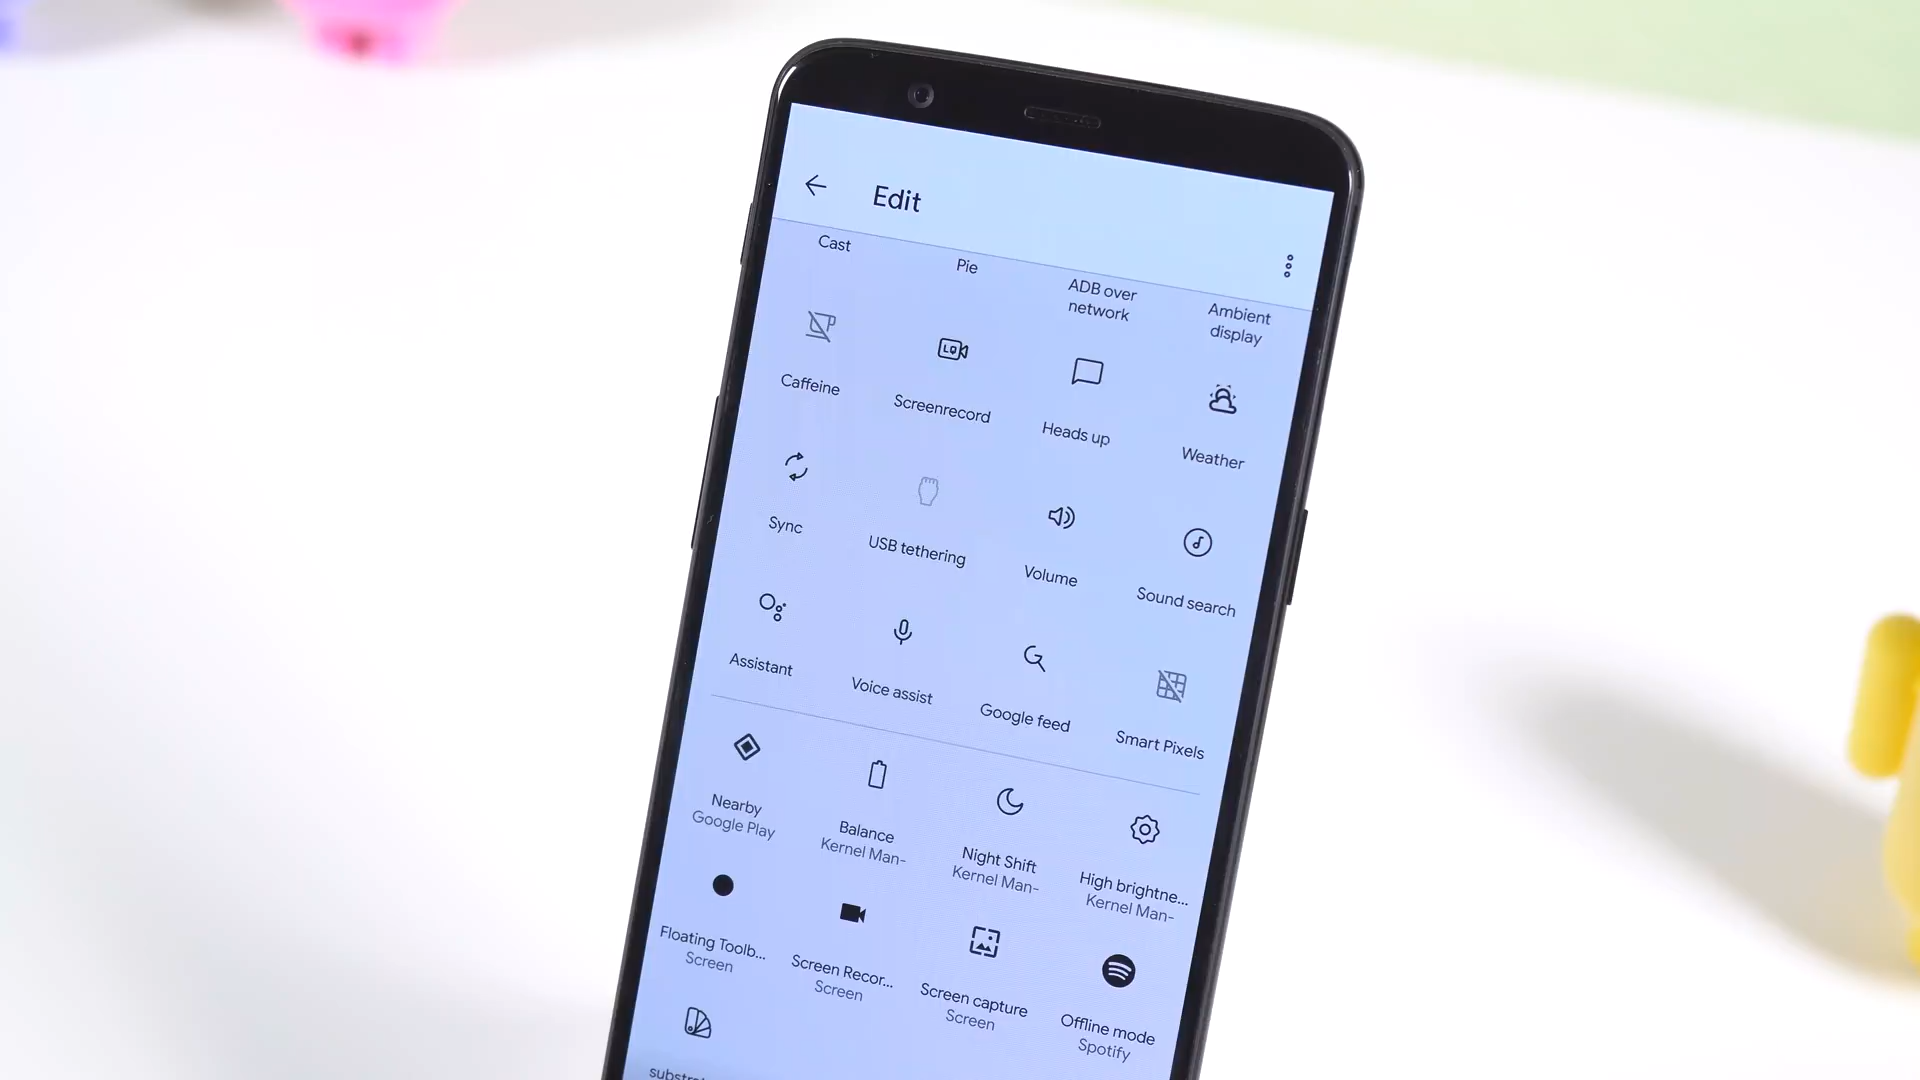 Edit
Cast
Pie
ADB over
network
Ambient
display
Caffeine
Screenrecord
Heads up
Weather
Sync
USB tethering
Volume
Sound search
Assistant
Voice assist
Google feed
Smart Pixels
Nearby
Google Play
Balance
Kernel Man-
Night Shift
Kernel Man-
High brightne...
Kernel Man-
Floating Toolb...
Screen
Screen Recor...
Screen
Screen capture
Screen
Offline mode
Spotify